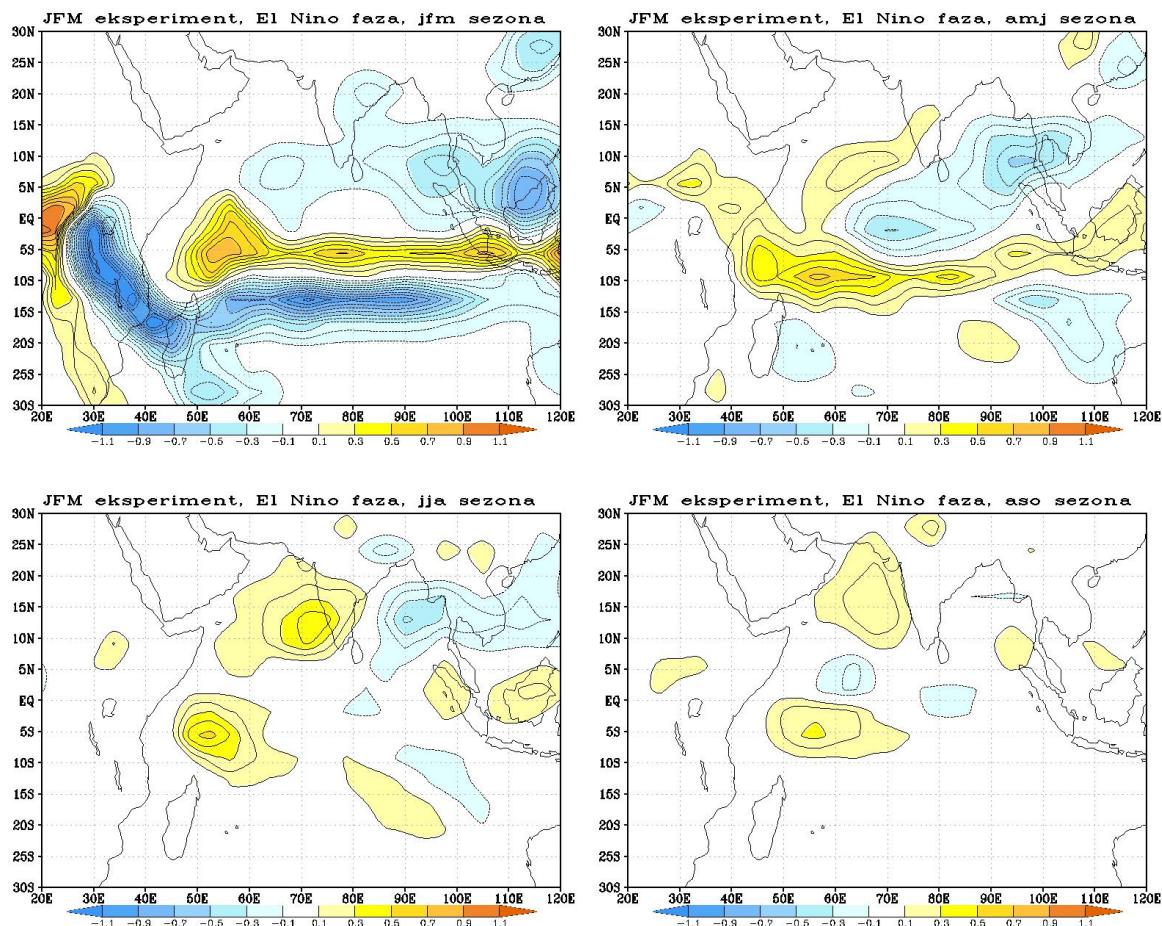 JFM eksperiment, El Nino faza, jfm sezona
30N
25N
20N
15N
10N
5N
EQ
5S
10S
15S
20S
25S
30S
20E 30E 40E 50E 60E 70E 80E 90E 100E 110E 120E
−1.1 −0.9 −0.7 −0.5 −0.3 −0.1 0.1 0.3 0.5 0.7 0.9 1.1
JFM eksperiment, El Nino faza, amj sezona
30N
25N
20N
15N
10N
5N
EQ
5S
10S
15S
20S
25S
30S
20E 30E 40E 50E 60E 70E 80E 90E 100E 110E 120E
−1.1 −0.9 −0.7 −0.5 −0.3 −0.1 0.1 0.3 0.5 0.7 0.9 1.1
JFM eksperiment, El Nino faza, jja sezona
30N
25N
20N
15N
10N
5N
EQ
5S
10S
15S
20S
25S
30S
20E 30E 40E 50E 60E 70E 80E 90E 100E 110E 120E
−1.1 −0.9 −0.7 −0.5 −0.3 −0.1 0.1 0.3 0.5 0.7 0.9 1.1
JFM eksperiment, El Nino faza, aso sezona
30N
25N
20N
15N
10N
5N
EQ
5S
10S
15S
20S
25S
30S
20E 30E 40E 50E 60E 70E 80E 90E 100E 110E 120E
−1.1 −0.9 −0.7 −0.5 −0.3 −0.1 0.1 0.3 0.5 0.7 0.9 1.1